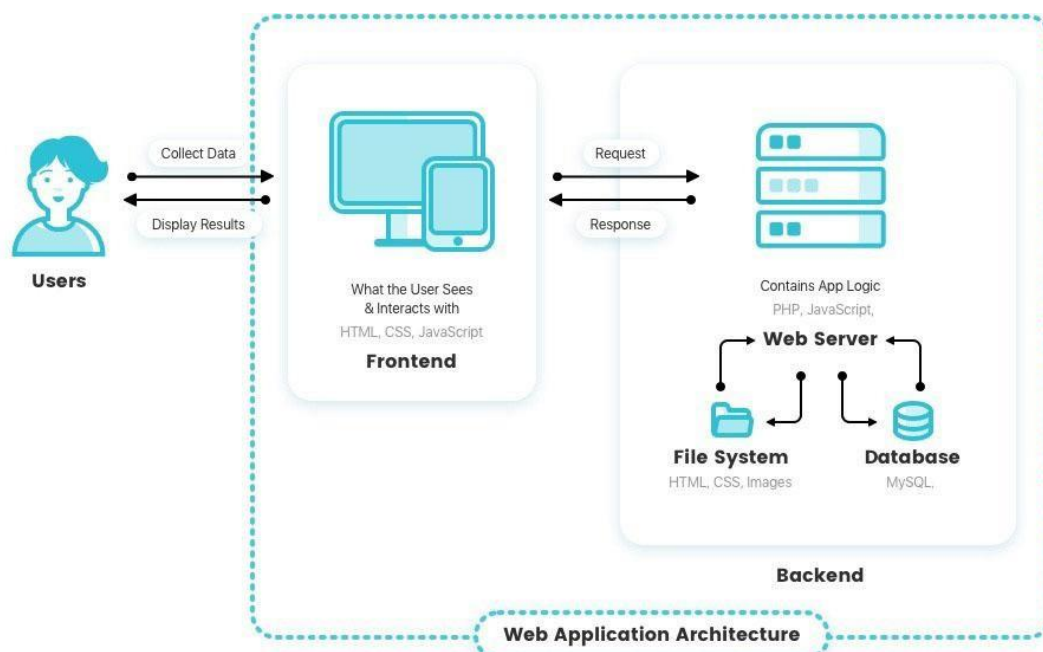 Collect Data
Display Results
Users
What the User Sees
& Interacts with
HTML, CSS, JavaScript
Frontend
Request
Response
Contains App Logic
PHP, JavaScript,
Web Server
File System
HTML, CSS, Images
Database
MySQL,
Backend
Web Application Architecture